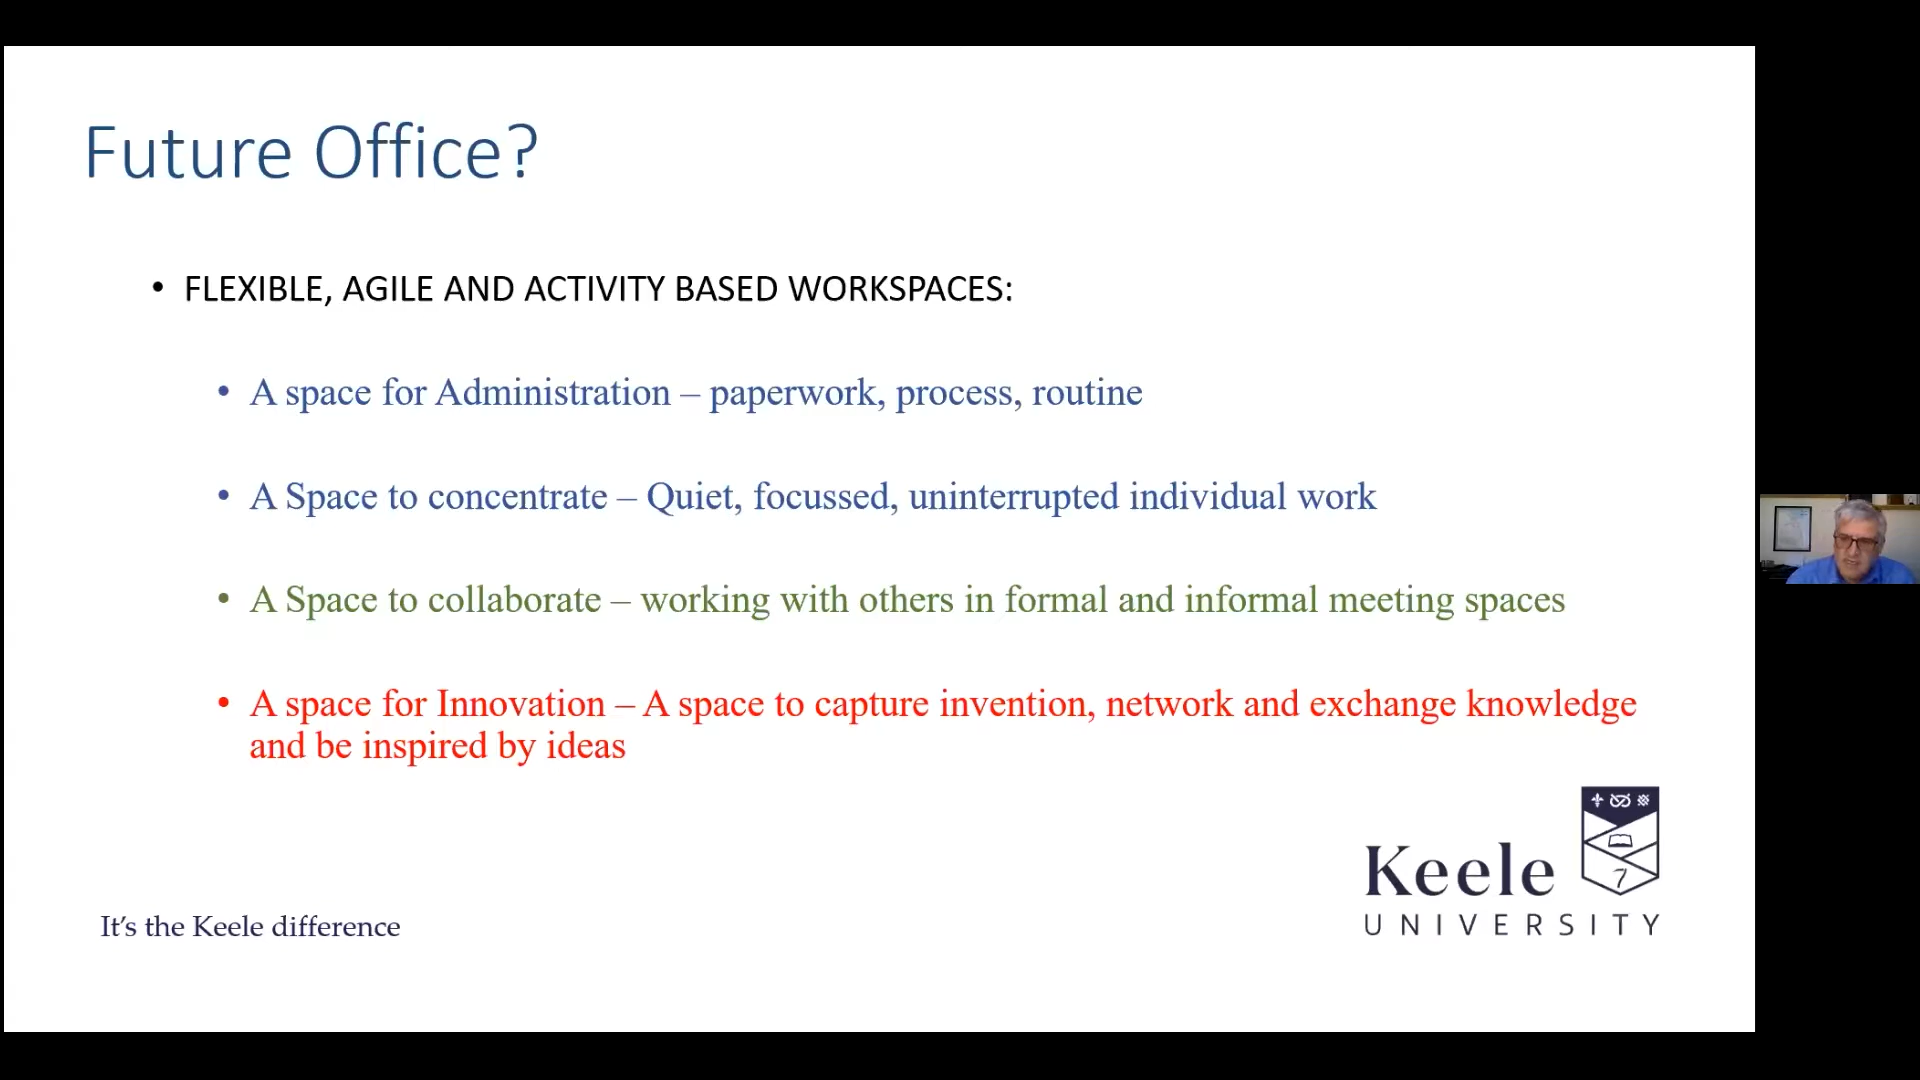 Future Office?
• FLEXIBLE, AGILE AND ACTIVITY BASED WORKSPACES:
• A space for Administration – paperwork, process, routine
• A Space to concentrate – Quiet, focussed, uninterrupted individual work
• A Space to collaborate – working with others in formal and informal meeting spaces
• A space for Innovation – A space to capture invention, network and exchange knowledge
and be inspired by ideas
Keele
UNIVERSITY
It's the Keele difference